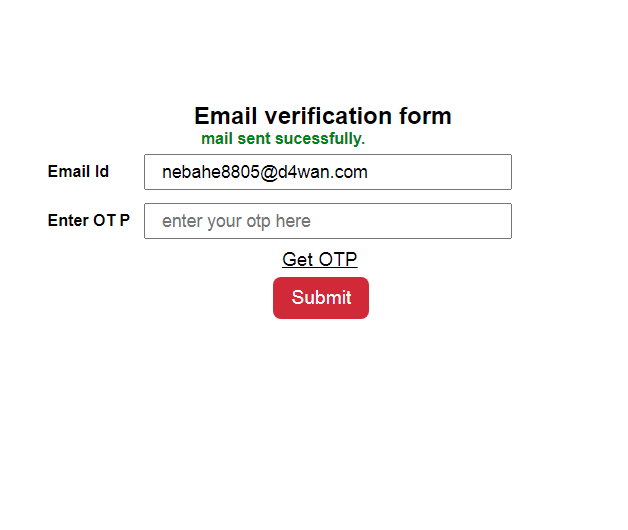 Email verification form
mail sent sucessfully.
Email Id nebahe8805@d4wan.com
Enter OTP enter your otp here
Get OTP
Submit